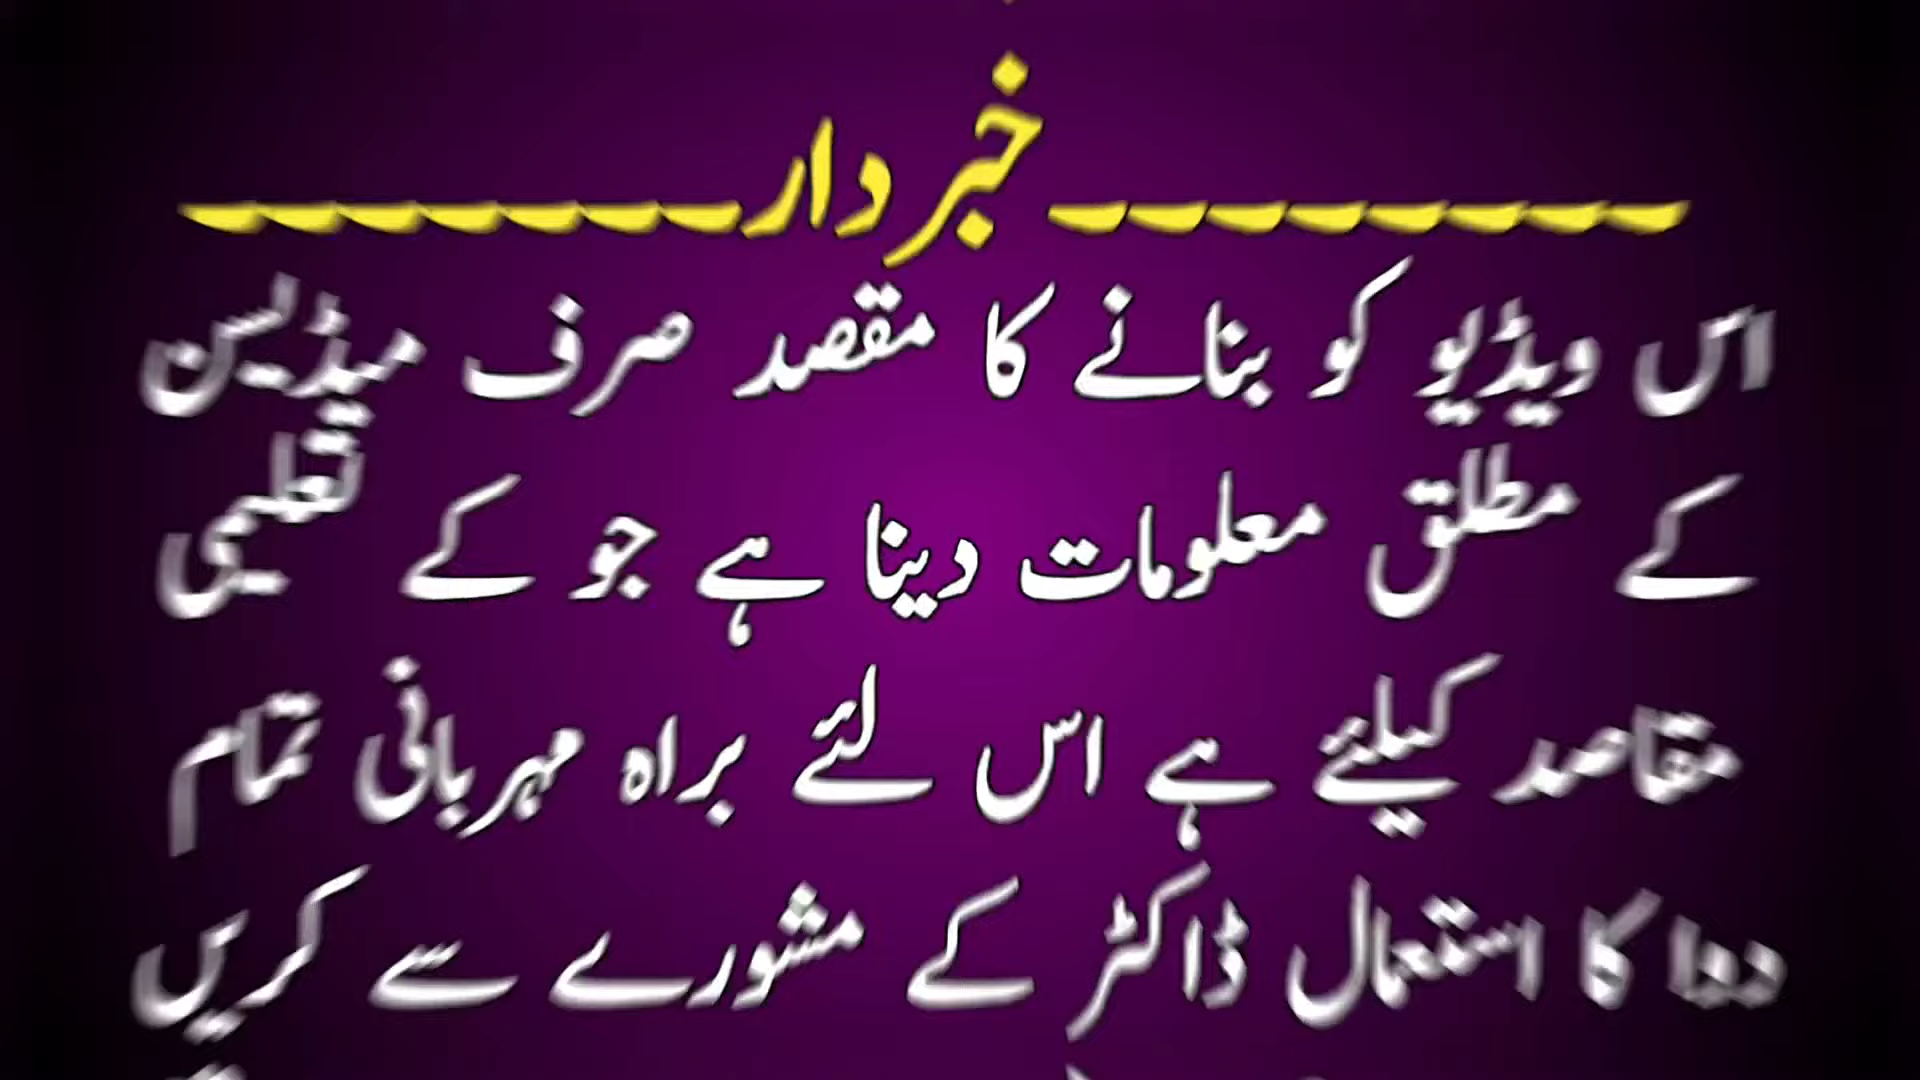 خبردار
اس ویڈیو کو بنانے کا مقصد صرف میڈیسن
کے مطلق معلومات دینا ہے جو کے تعلیمی
مقاصد کیلئے ہے اس لئے براہ مہربانی تمام
دوا کا استعمال ڈاکٹر کے مشورے سے کریں